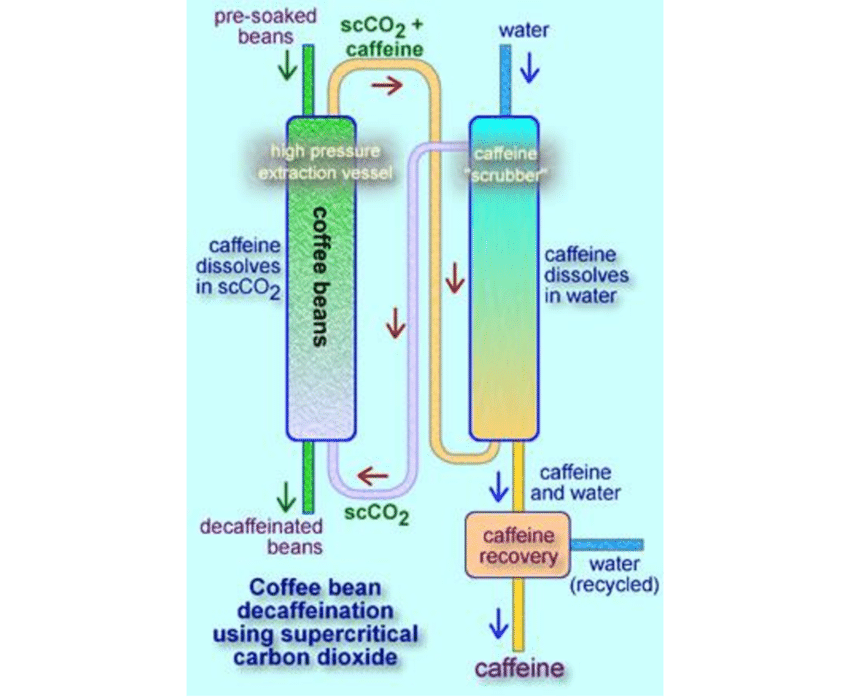 pre-soaked
beans
scCO₂ +
caffeine
water
high pressure
extraction vessel
caffeine
"scrubber"
coffee beans
caffeine
dissolves
in scCO₂
caffeine
dissolves
in water
decaffeinated
beans
scCO₂
caffeine
and water
caffeine
recovery
water
(recycled)
caffeine
Coffee bean
decaffeination
using supercritical
carbon dioxide